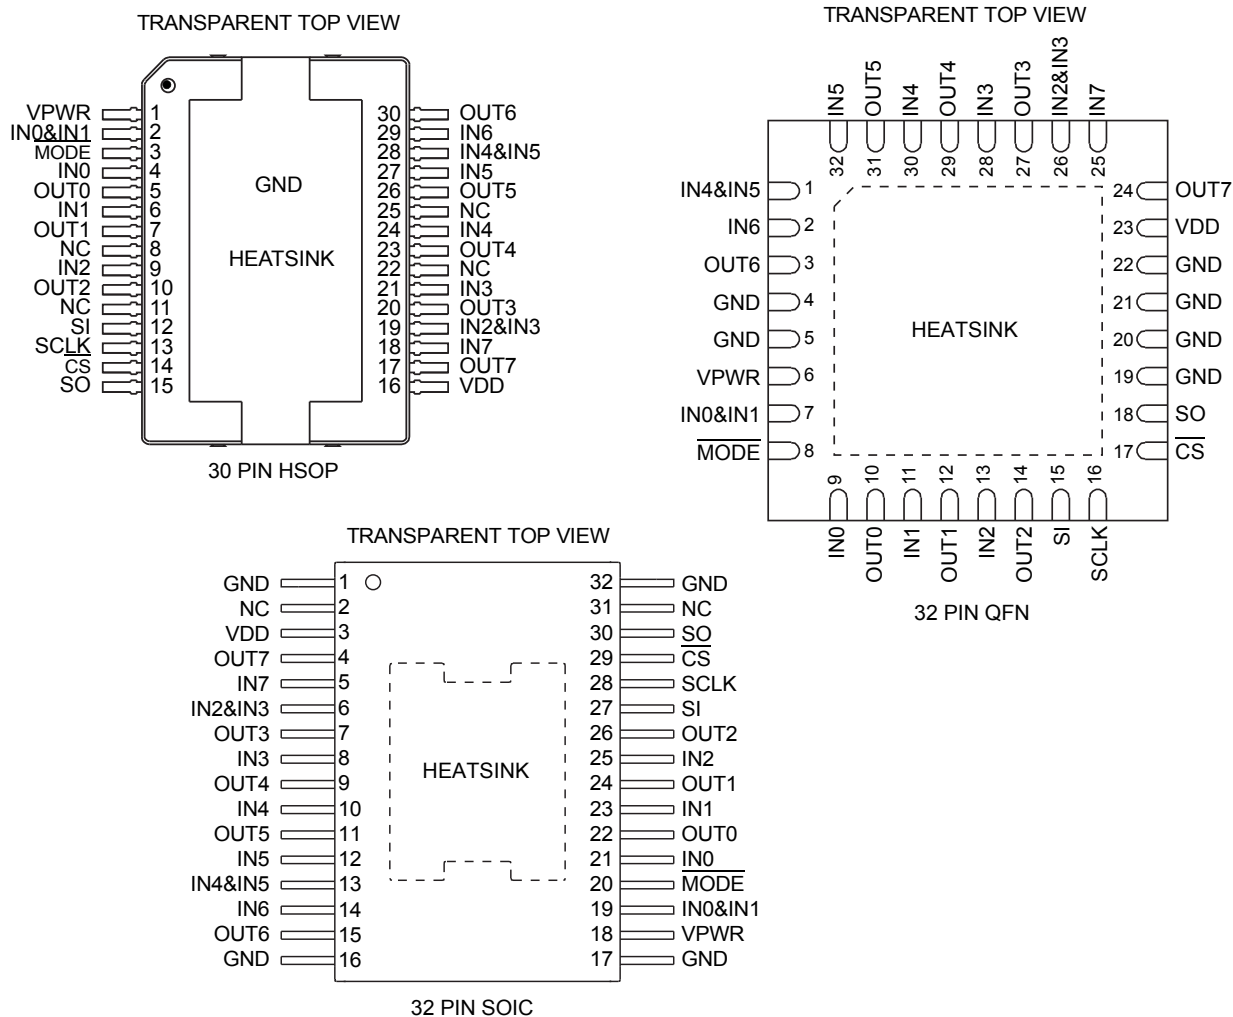 TRANSPARENT TOP VIEW
VPWR 1
IN0&IN1 2
MODE 3
IN0 4
OUT0 5
IN1 6
OUT1 7
NC 8
IN2 9
OUT2 10
NC 11
SI 12
SCLK 13
CS 14
SO 15
GND
HEATSINK
30 OUT6
29 IN6
28 IN4&IN5
27 IN5
26 OUT5
25 NC
24 IN4
23 OUT4
22 NC
21 IN3
20 OUT3
19 IN2&IN3
18 IN7
17 OUT7
16 VDD
30 PIN HSOP
TRANSPARENT TOP VIEW
IN5 32
OUT5 31
IN4 30
OUT4 29
IN3 28
OUT3 27
IN2&IN3 26
IN7 25
IN4&IN5 1
IN6 2
OUT6 3
GND 4
GND 5
VPWR 6
IN0&IN1 7
MODE 8
HEATSINK
24 OUT7
23 VDD
22 GND
21 GND
20 GND
19 GND
18 SO
17 CS
9 IN0
10 OUT0
11 IN1
12 OUT1
13 IN2
14 OUT2
15 SI
16 SCLK
32 PIN QFN
TRANSPARENT TOP VIEW
GND 1
NC 2
VDD 3
OUT7 4
IN7 5
IN2&IN3 6
OUT3 7
IN3 8
OUT4 9
IN4 10
OUT5 11
IN5 12
IN4&IN5 13
IN6 14
OUT6 15
GND 16
HEATSINK
32 GND
31 NC
30 SO
29 CS
28 SCLK
27 SI
26 OUT2
25 IN2
24 OUT1
23 IN1
22 OUT0
21 IN0
20 MODE
19 IN0&IN1
18 VPWR
17 GND
32 PIN SOIC